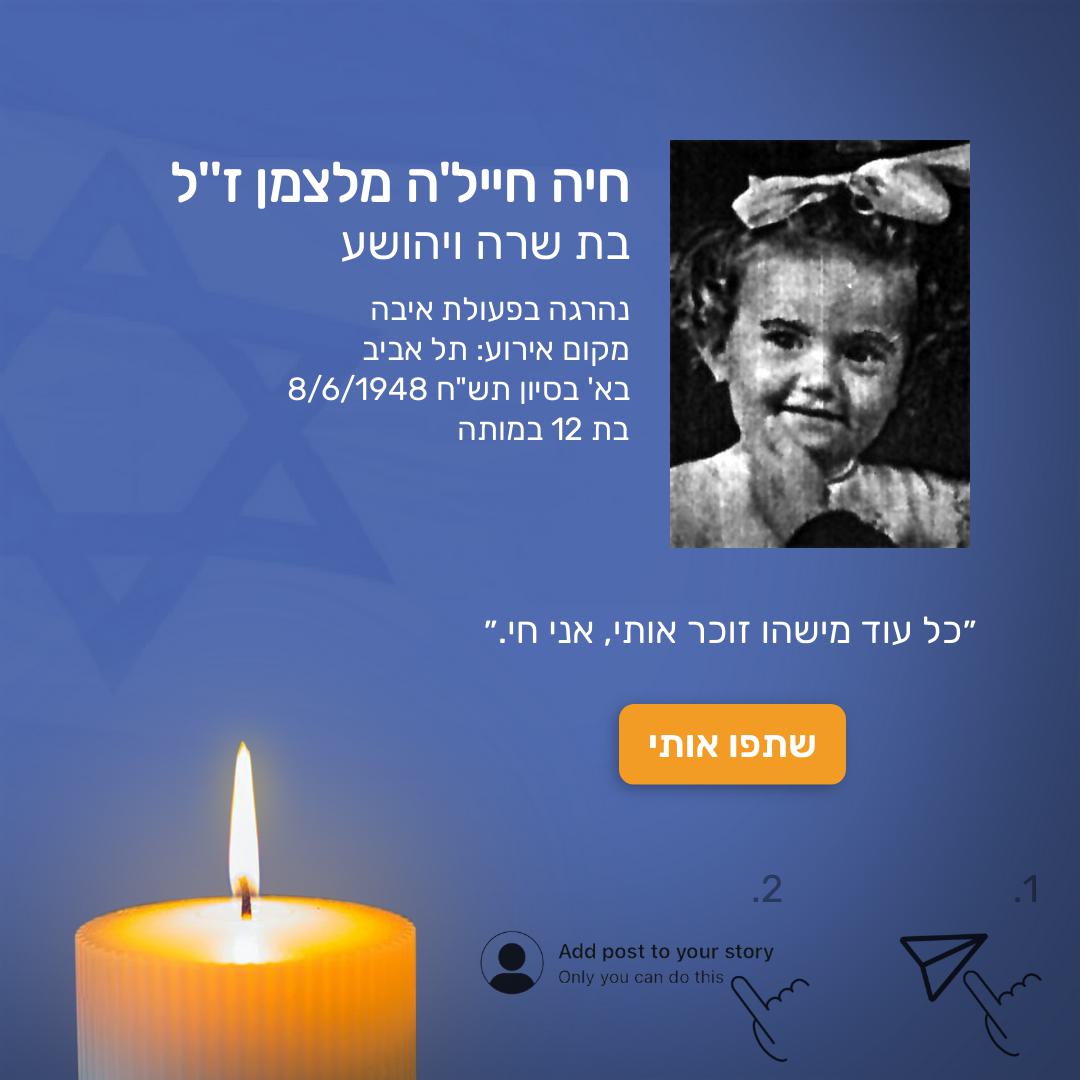 חיה חייל'ה מלצמן ז"ל
בת שרה ויהושע
נהרגה בפעולת איבה
מקום אירוע: תל אביב
בא' בסיון תש"ח 8/6/1948
בת 12 במותה
״כל עוד מישהו זוכר אותי, אני חי.״
שתפו אותי
1.
2.
Add post to your story
Only you can do this